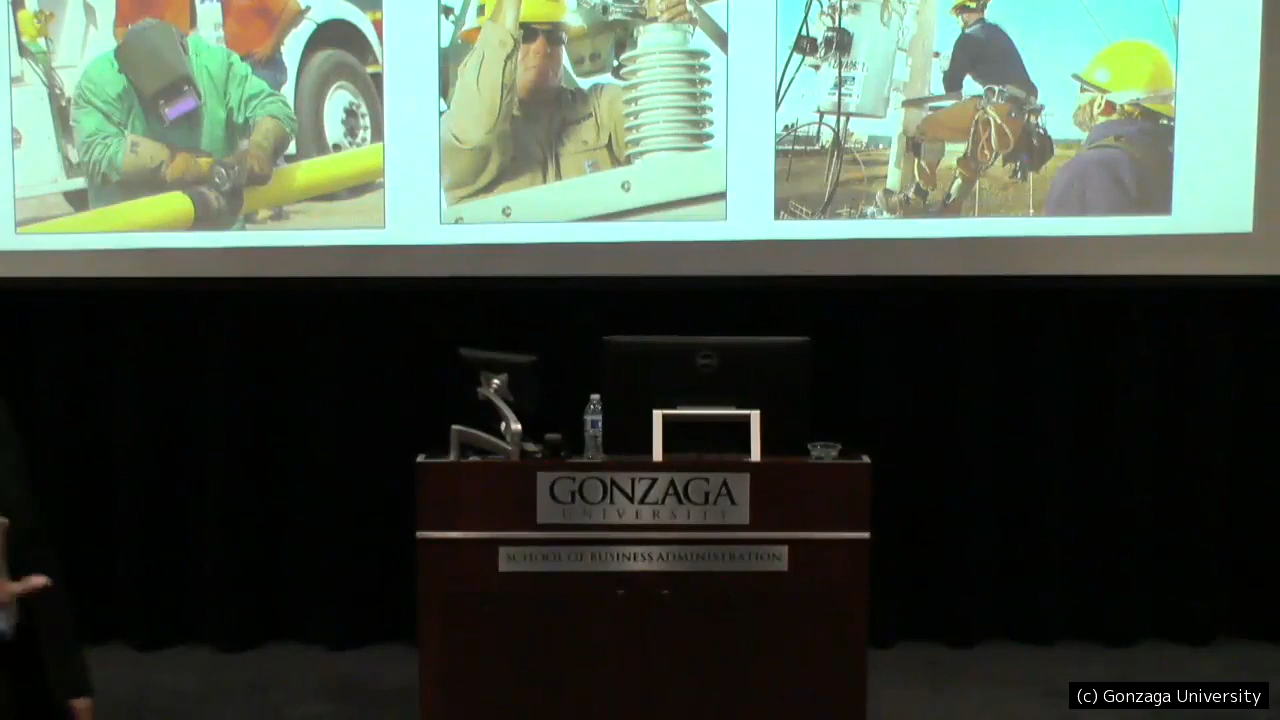 GONZAGA
UNIVERSITY
SCHOOL OF BUSINESS ADMINISTRATION
(c) Gonzaga University